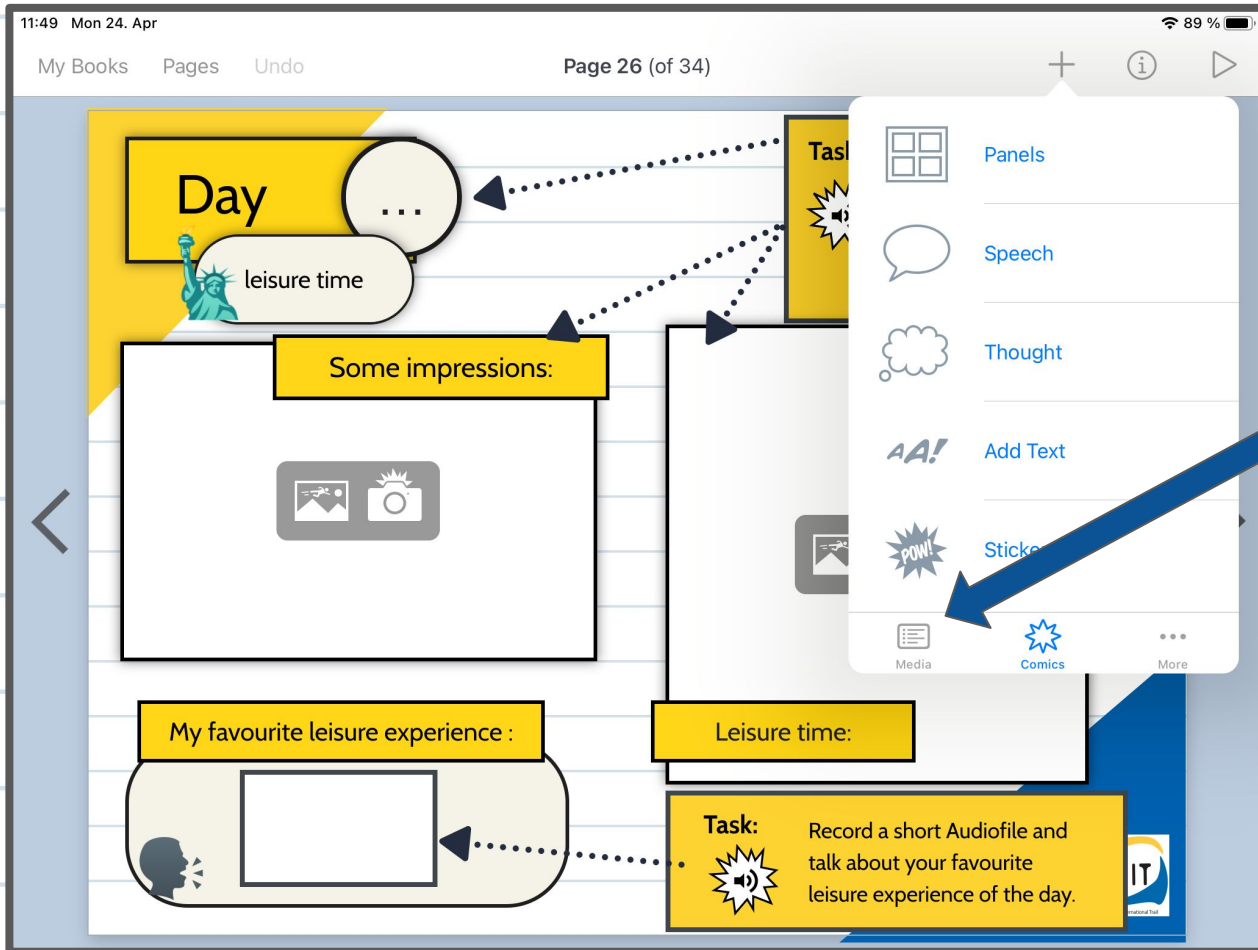 11:49 Mon 24. Apr
89 %
My Books Pages Undo Page 26 (of 34)
Day
...
leisure time
Some impressions:
Panels
Speech
Thought
AA! Add Text
POW!
Media Comics More
My favourite leisure experience :
Leisure time:
Task:
Record a short Audiofile and
talk about your favourite
leisure experience of the day.
IT